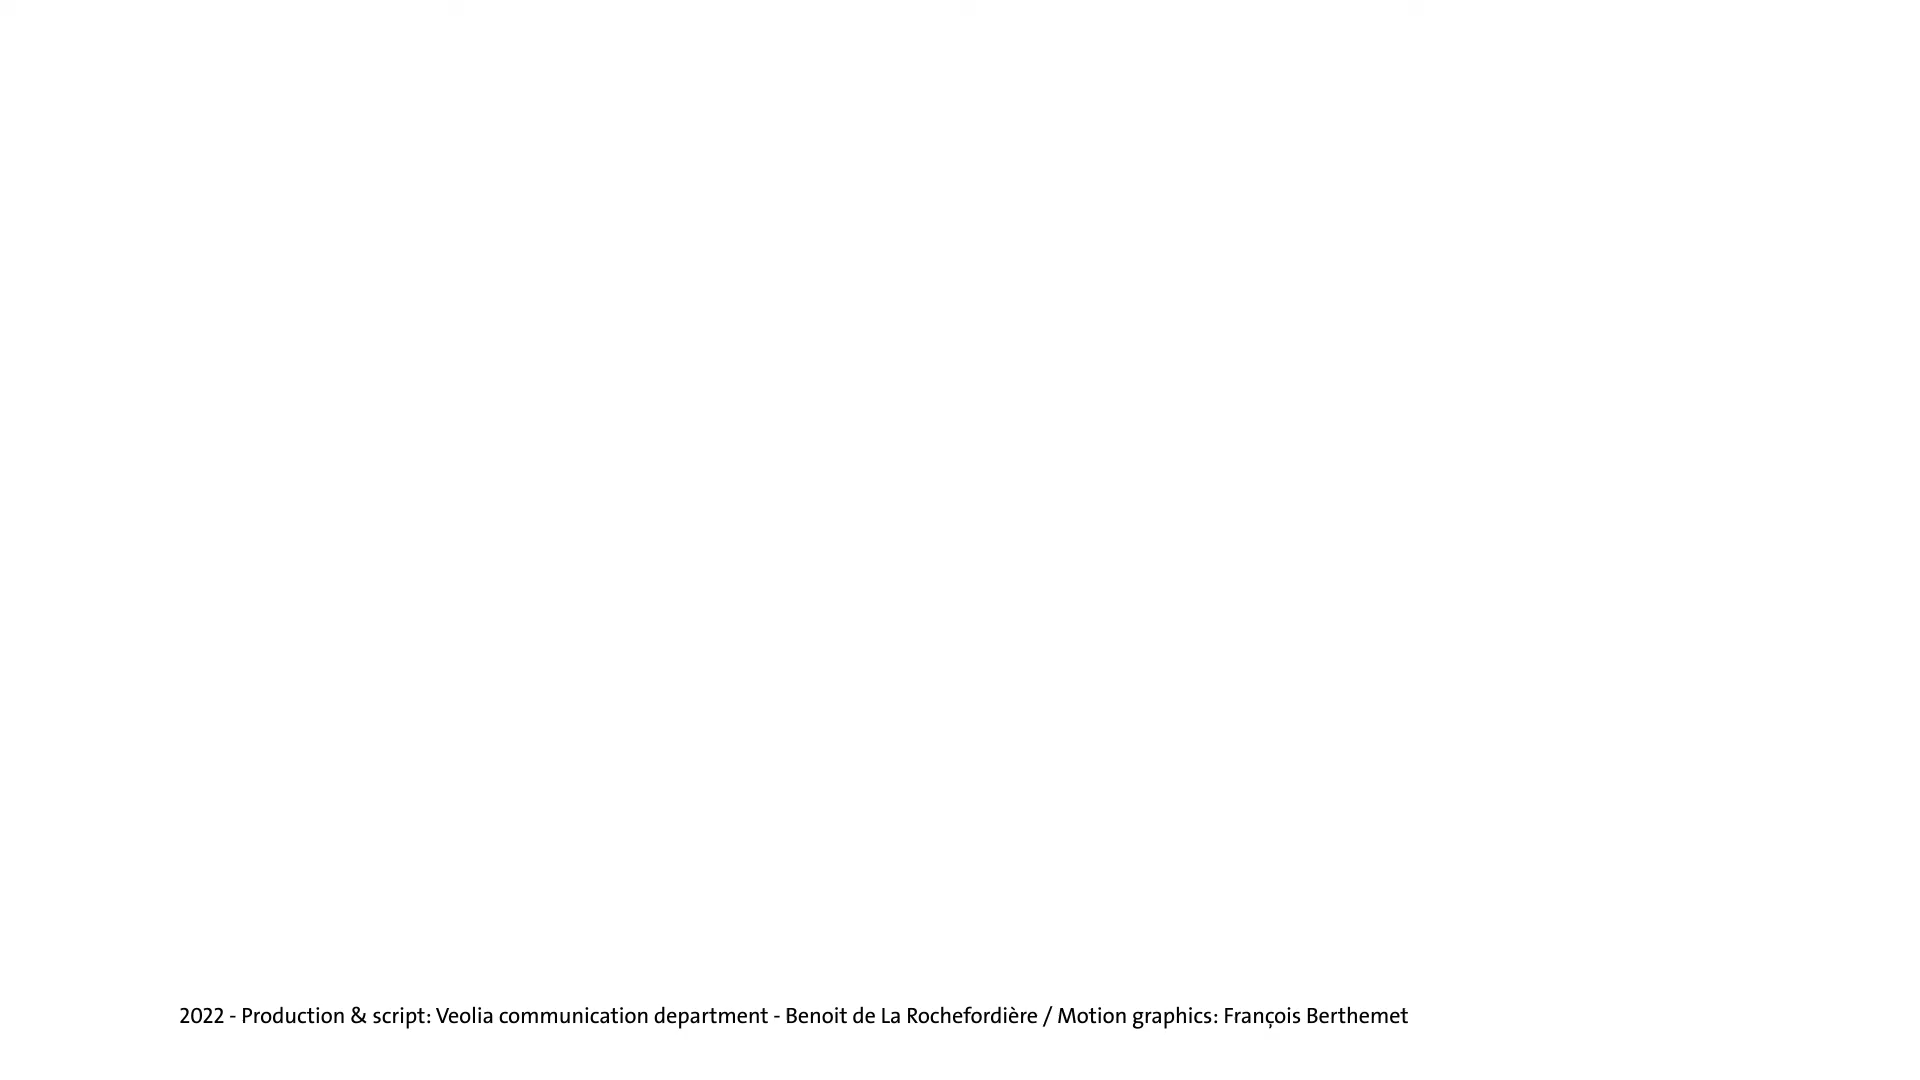 2022 - Production & script: Veolia communication department - Benoit de La Rochefordière / Motion graphics: François Berthemet